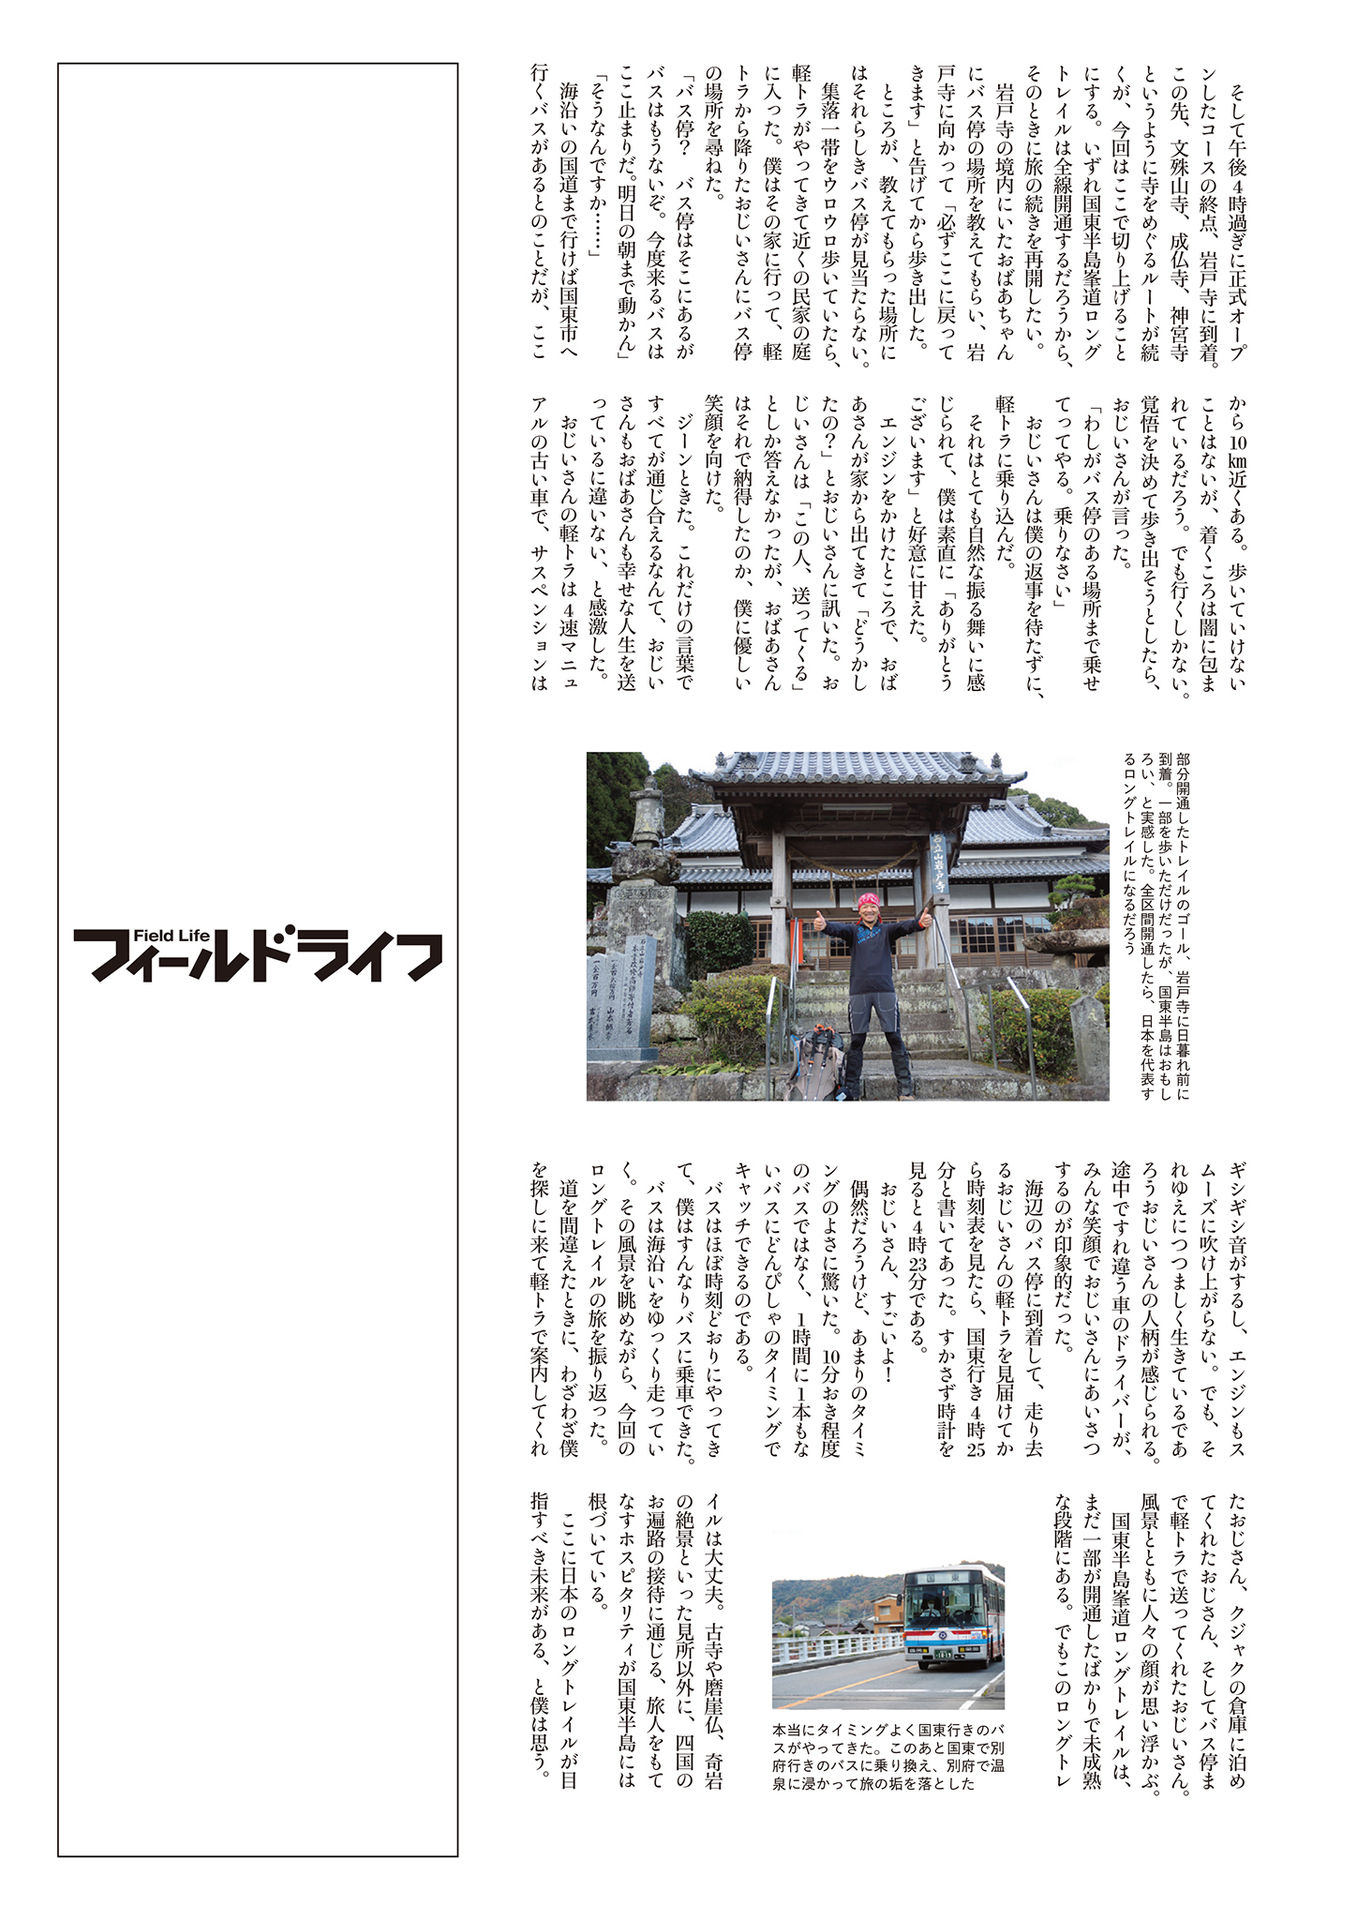 そして午後4時過ぎに正式オープ
ンしたコースの終点、岩戸寺に到着。
この先、文殊山寺、成仏寺、神宮寺
というように寺をめぐるルートが続
くが、今回はここで切り上げること
にする。いずれ国東半島峯道ロング
トレイルは全線開通するだろうから、
そのときに旅の続きを再開したい。
岩戸寺の境内にいたおばあちゃん
にバス停の場所を教えてもらい、岩
戸寺に向かって「必ずここに戻って
きます」と告げてから歩き出した。
ところが、教えてもらった場所に
はそれらしきバス停が見当たらない。
集落一帯をウロウロ歩いていたら、
軽トラがやってきて近くの民家の庭
に入った。僕はその家に行って、軽
トラから降りたおじいさんにバス停
の場所を尋ねた。
「バス停？　バス停はそこにあるが
バスはもうないぞ。今度来るバスは
ここ止まりだ。明日の朝まで動かん」
「そうなんですか……」
海沿いの国道まで行けば国東市へ
行くバスがあるとのことだが、ここ
から10㎞近くある。歩いていけない
ことはないが、着くころは闇に包ま
れているだろう。でも行くしかない。
覚悟を決めて歩き出そうとしたら、
おじいさんが言った。
「わしがバス停のある場所まで乗せ
てってやる。乗りなさい」
おじいさんは僕の返事を待たずに、
軽トラに乗り込んだ。
それはとても自然な振る舞いに感
じられて、僕は素直に「ありがとう
ございます」と好意に甘えた。
エンジンをかけたところで、おば
あさんが家から出てきて「どうかし
たの？」とおじいさんに訊いた。お
じいさんは「この人、送ってくる」
としか答えなかったが、おばあさん
はそれで納得したのか、僕に優しい
笑顔を向けた。
ジーンときた。これだけの言葉で
すべてが通じ合えるなんて、おじい
さんもおばあさんも幸せな人生を送
っているに違いない、と感激した。
おじいさんの軽トラは4速マニュ
アルの古い車で、サスペンションは
部分開通したトレイルのゴール、岩戸寺に日暮れ前に
到着。一部を歩いただけだったが、国東半島はおもし
ろい、と実感した。全区間開通したら、日本を代表す
るロングトレイルになるだろう
石立山岩戸寺
ギシギシ音がするし、エンジンもス
ムーズに吹け上がらない。でも、そ
れゆえにつつましく生きているであ
ろうおじいさんの人柄が感じられる。
途中ですれ違う車のドライバーが、
みんな笑顔でおじいさんにあいさつ
するのが印象的だった。
海辺のバス停に到着して、走り去
るおじいさんの軽トラを見届けてか
ら時刻表を見たら、国東行き4時25
分と書いてあった。すかさず時計を
見ると4時23分である。
おじいさん、すごいよ！
偶然だろうけど、あまりのタイミ
ングのよさに驚いた。10分おき程度
のバスではなく、1時間に1本もな
いバスにどんぴしゃのタイミングで
キャッチできるのである。
バスはほぼ時刻どおりにやってき
て、僕はすんなりバスに乗車できた。
バスは海沿いをゆっくり走ってい
く。その風景を眺めながら、今回の
ロングトレイルの旅を振り返った。
道を間違えたときに、わざわざ僕
を探しに来て軽トラで案内してくれ
たおじさん、クジャクの倉庫に泊め
てくれたおじさん、そしてバス停ま
で軽トラで送ってくれたおじいさん。
風景とともに人々の顔が思い浮かぶ。
国東半島峯道ロングトレイルは、
まだ一部が開通したばかりで未成熟
な段階にある。でもこのロングトレ
国東
本当にタイミングよく国東行きのバ
スがやってきた。このあと国東で別
府行きのバスに乗り換え、別府で温
泉に浸かって旅の垢を落とした
イルは大丈夫。古寺や磨崖仏、奇岩
の絶景といった見所以外に、四国の
お遍路の接待に通じる、旅人をもて
なすホスピタリティが国東半島には
根づいている。
ここに日本のロングトレイルが目
指すべき未来がある、と僕は思う。
Field Life
フィールドライフ